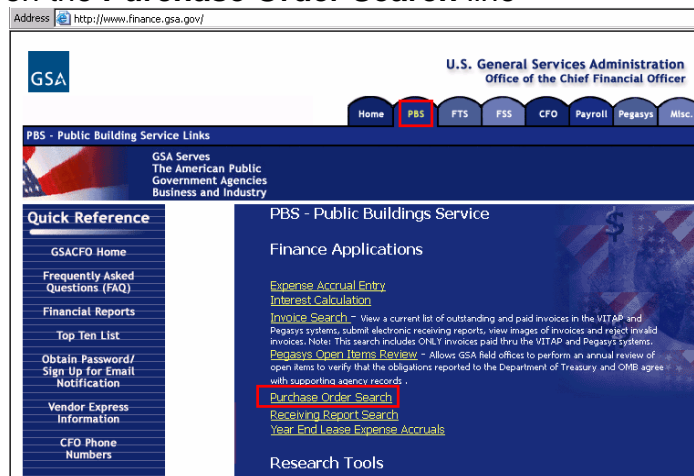 on the Purchase Order Search line
Address http://www.finance.gsa.gov/
GSA
U.S. General Services Administration
Office of the Chief Financial Officer
Home PBS FTS FSS CFO Payroll Pegasys Misc.
PBS - Public Building Service Links
GSA Serves
The American Public
Government Agencies
Business and Industry
Quick Reference
GSACFO Home
Frequently Asked
Questions (FAQ)
Financial Reports
Top Ten List
Obtain Password/
Sign Up for Email
Notification
Vendor Express
Information
CFO Phone
Numbers
PBS - Public Buildings Service
Finance Applications
Expense Accrual Entry
Interest Calculation
Invoice Search - View a current list of outstanding and paid invoices in the VITAP and
Pegasys systems, submit electronic receiving reports, view images of invoices and reject invalid
invoices. Note: This search includes ONLY invoices paid thru the VITAP and Pegasys systems.
Pegasys Open Items Review - Allows GSA field offices to perform an annual review of
open items to verify that the obligations reported to the Department of Treasury and OMB agree
with supporting agency records .
Purchase Order Search
Receiving Report Search
Year End Lease Expense Accruals
Research Tools